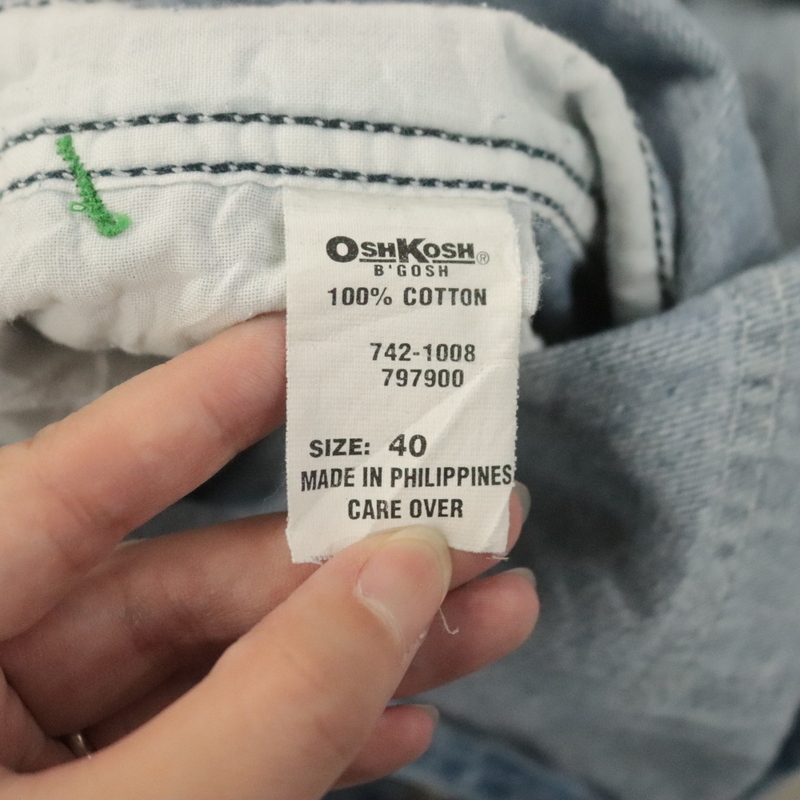 OSHKOSH®
B'GOSH
100% COTTON
742-1008
797900
SIZE: 40
MADE IN PHILIPPINES
CARE OVER